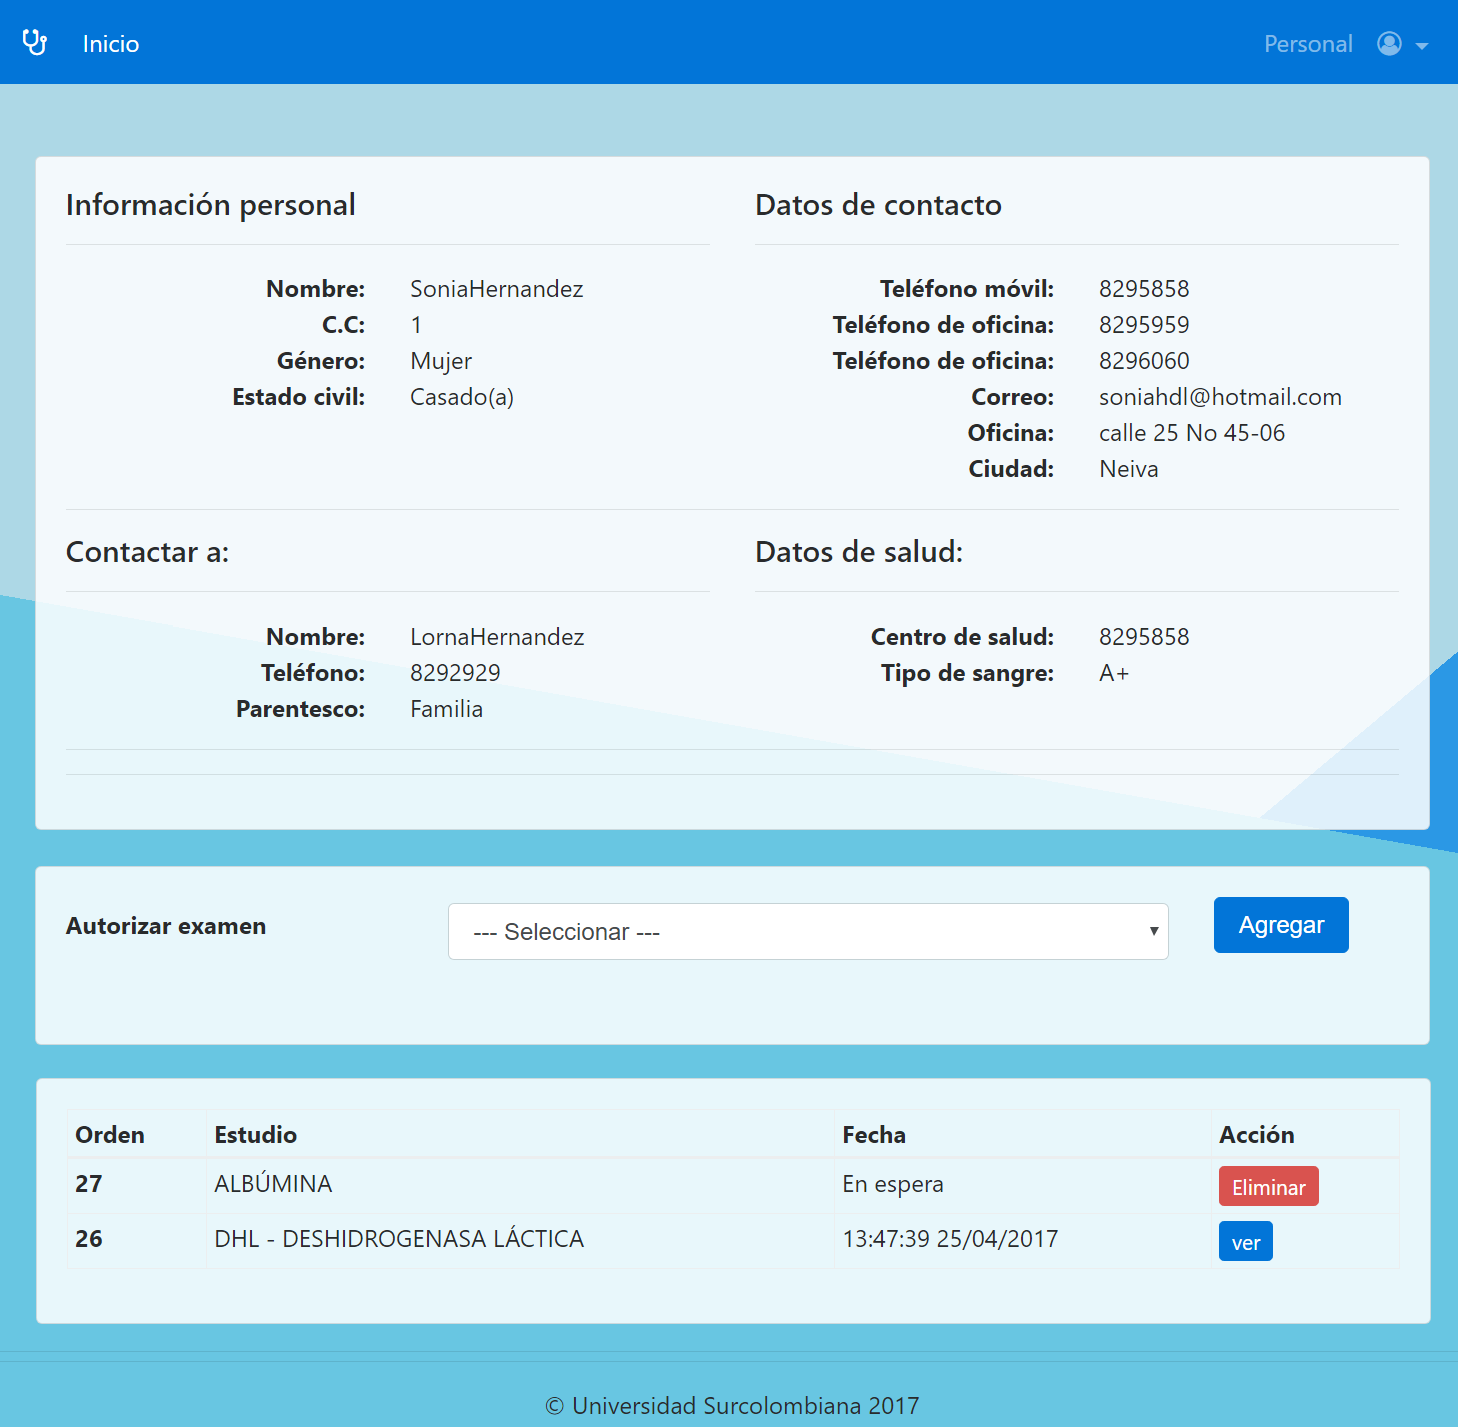 Inicio
Personal
Información personal
Nombre: SoniaHernandez
C.C: 1
Género: Mujer
Estado civil: Casado(a)
Datos de contacto
Teléfono móvil: 8295858
Teléfono de oficina: 8295959
Teléfono de oficina: 8296060
Correo: soniahdl@hotmail.com
Oficina: calle 25 No 45-06
Ciudad: Neiva
Contactar a:
Nombre: LornaHernandez
Teléfono: 8292929
Parentesco: Familia
Datos de salud:
Centro de salud: 8295858
Tipo de sangre: A+
Autorizar examen
--- Seleccionar ---
Agregar
Orden Estudio Fecha Acción
27 ALBÚMINA En espera Eliminar
26 DHL - DESHIDROGENASA LÁCTICA 13:47:39 25/04/2017 ver
© Universidad Surcolombiana 2017